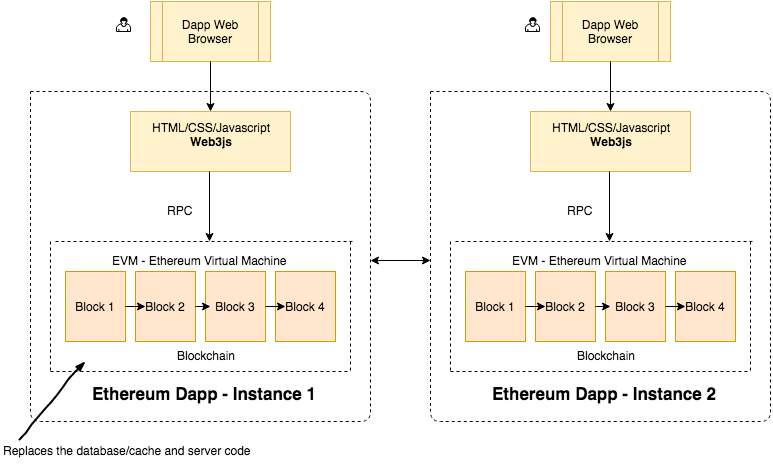 Dapp Web
Browser
HTML/CSS/Javascript
Web3js
RPC
EVM - Ethereum Virtual Machine
Block 1
Block 2
Block 3
Block 4
Blockchain
Ethereum Dapp - Instance 1
Replaces the database/cache and server code
Dapp Web
Browser
HTML/CSS/Javascript
Web3js
RPC
EVM - Ethereum Virtual Machine
Block 1
Block 2
Block 3
Block 4
Blockchain
Ethereum Dapp - Instance 2